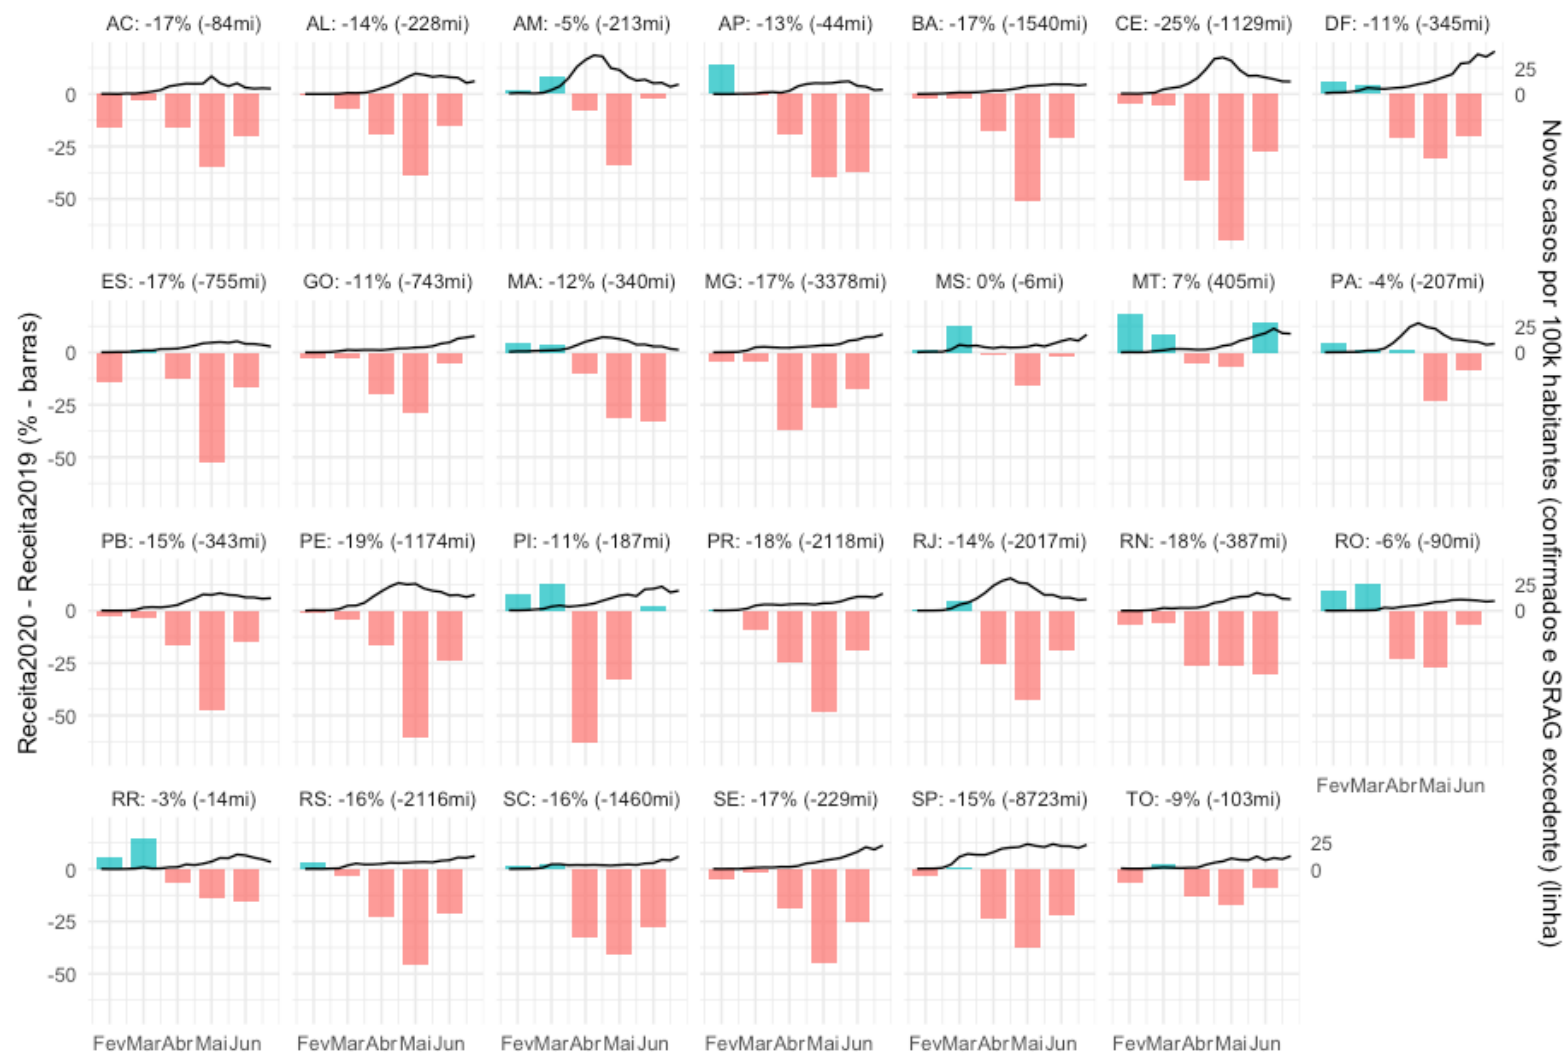 AC: -17% (-84mi)
AL: -14% (-228mi)
AM: -5% (-213mi)
AP: -13% (-44mi)
BA: -17% (-1540mi)
CE: -25% (-1129mi)
DF: -11% (-345mi)
0
-25
-50
25
0
ES: -17% (-755mi)
GO: -11% (-743mi)
MA: -12% (-340mi)
MG: -17% (-3378mi)
MS: 0% (-6mi)
MT: 7% (405mi)
PA: -4% (-207mi)
0
-25
-50
25
0
PB: -15% (-343mi)
PE: -19% (-1174mi)
PI: -11% (-187mi)
PR: -18% (-2118mi)
RJ: -14% (-2017mi)
RN: -18% (-387mi)
RO: -6% (-90mi)
0
-25
-50
25
0
FevMarAbrMaiJun
RR: -3% (-14mi)
RS: -16% (-2116mi)
SC: -16% (-1460mi)
SE: -17% (-229mi)
SP: -15% (-8723mi)
TO: -9% (-103mi)
0
-25
-50
25
0
FevMarAbrMaiJun
FevMarAbrMaiJun
FevMarAbrMaiJun
FevMarAbrMaiJun
FevMarAbrMaiJun
FevMarAbrMaiJun
Receita2020 - Receita2019 (% - barras)
Novos casos por 100k habitantes (confirmados e SRAG excedente) (linha)